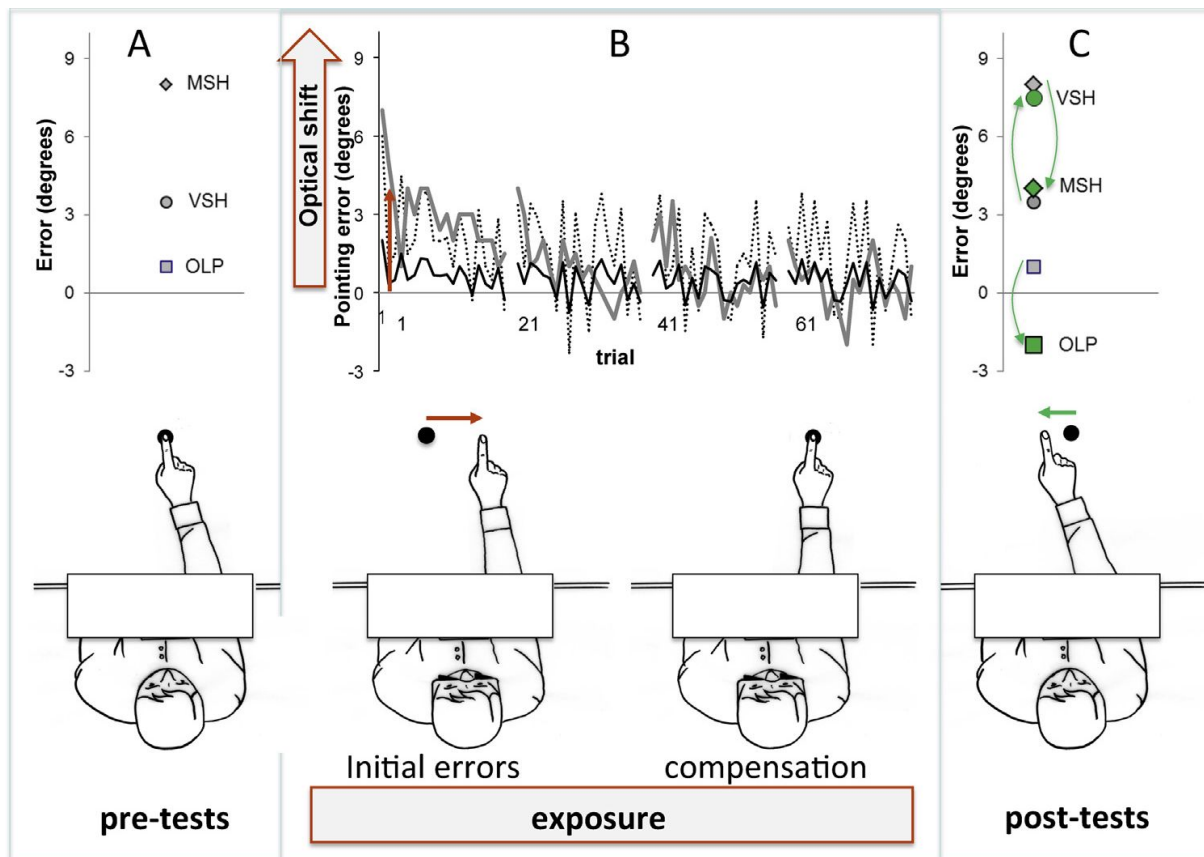 A
Error (degrees)
9
6
3
0
-3
MSH
VSH
OLP
Optical shift
B
Pointing error (degrees)
9
6
3
0
-3
1
1
21
41
61
trial
C
Error (degrees)
9
6
3
0
-3
VSH
MSH
OLP
Initial errors
compensation
pre-tests
exposure
post-tests